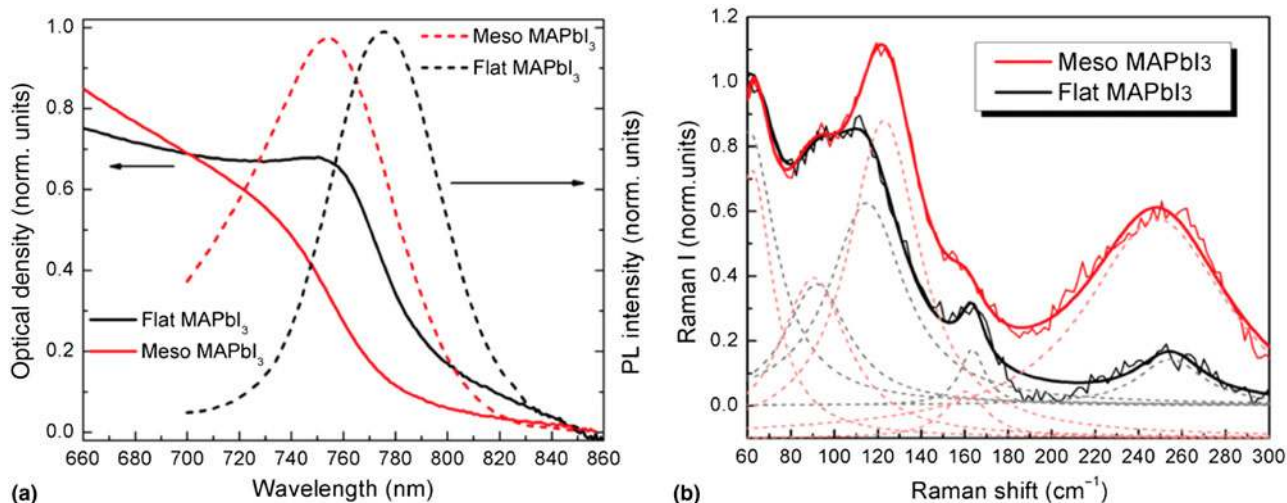 1.0
0.8
0.6
0.4
0.2
0.0
Optical density (norm. units)
Meso MAPbI₃
Flat MAPbI₃
Flat MAPbI₃
Meso MAPbI₃
PL intensity (norm. units)
660 680 700 720 740 760 780 800 820 840 860
Wavelength (nm)
(a)
1.2
1.0
0.8
0.6
0.4
0.2
0.0
Raman I (norm.units)
Meso MAPbI3
Flat MAPbI3
60 80 100 120 140 160 180 200 220 240 260 280 300
Raman shift (cm⁻¹)
(b)